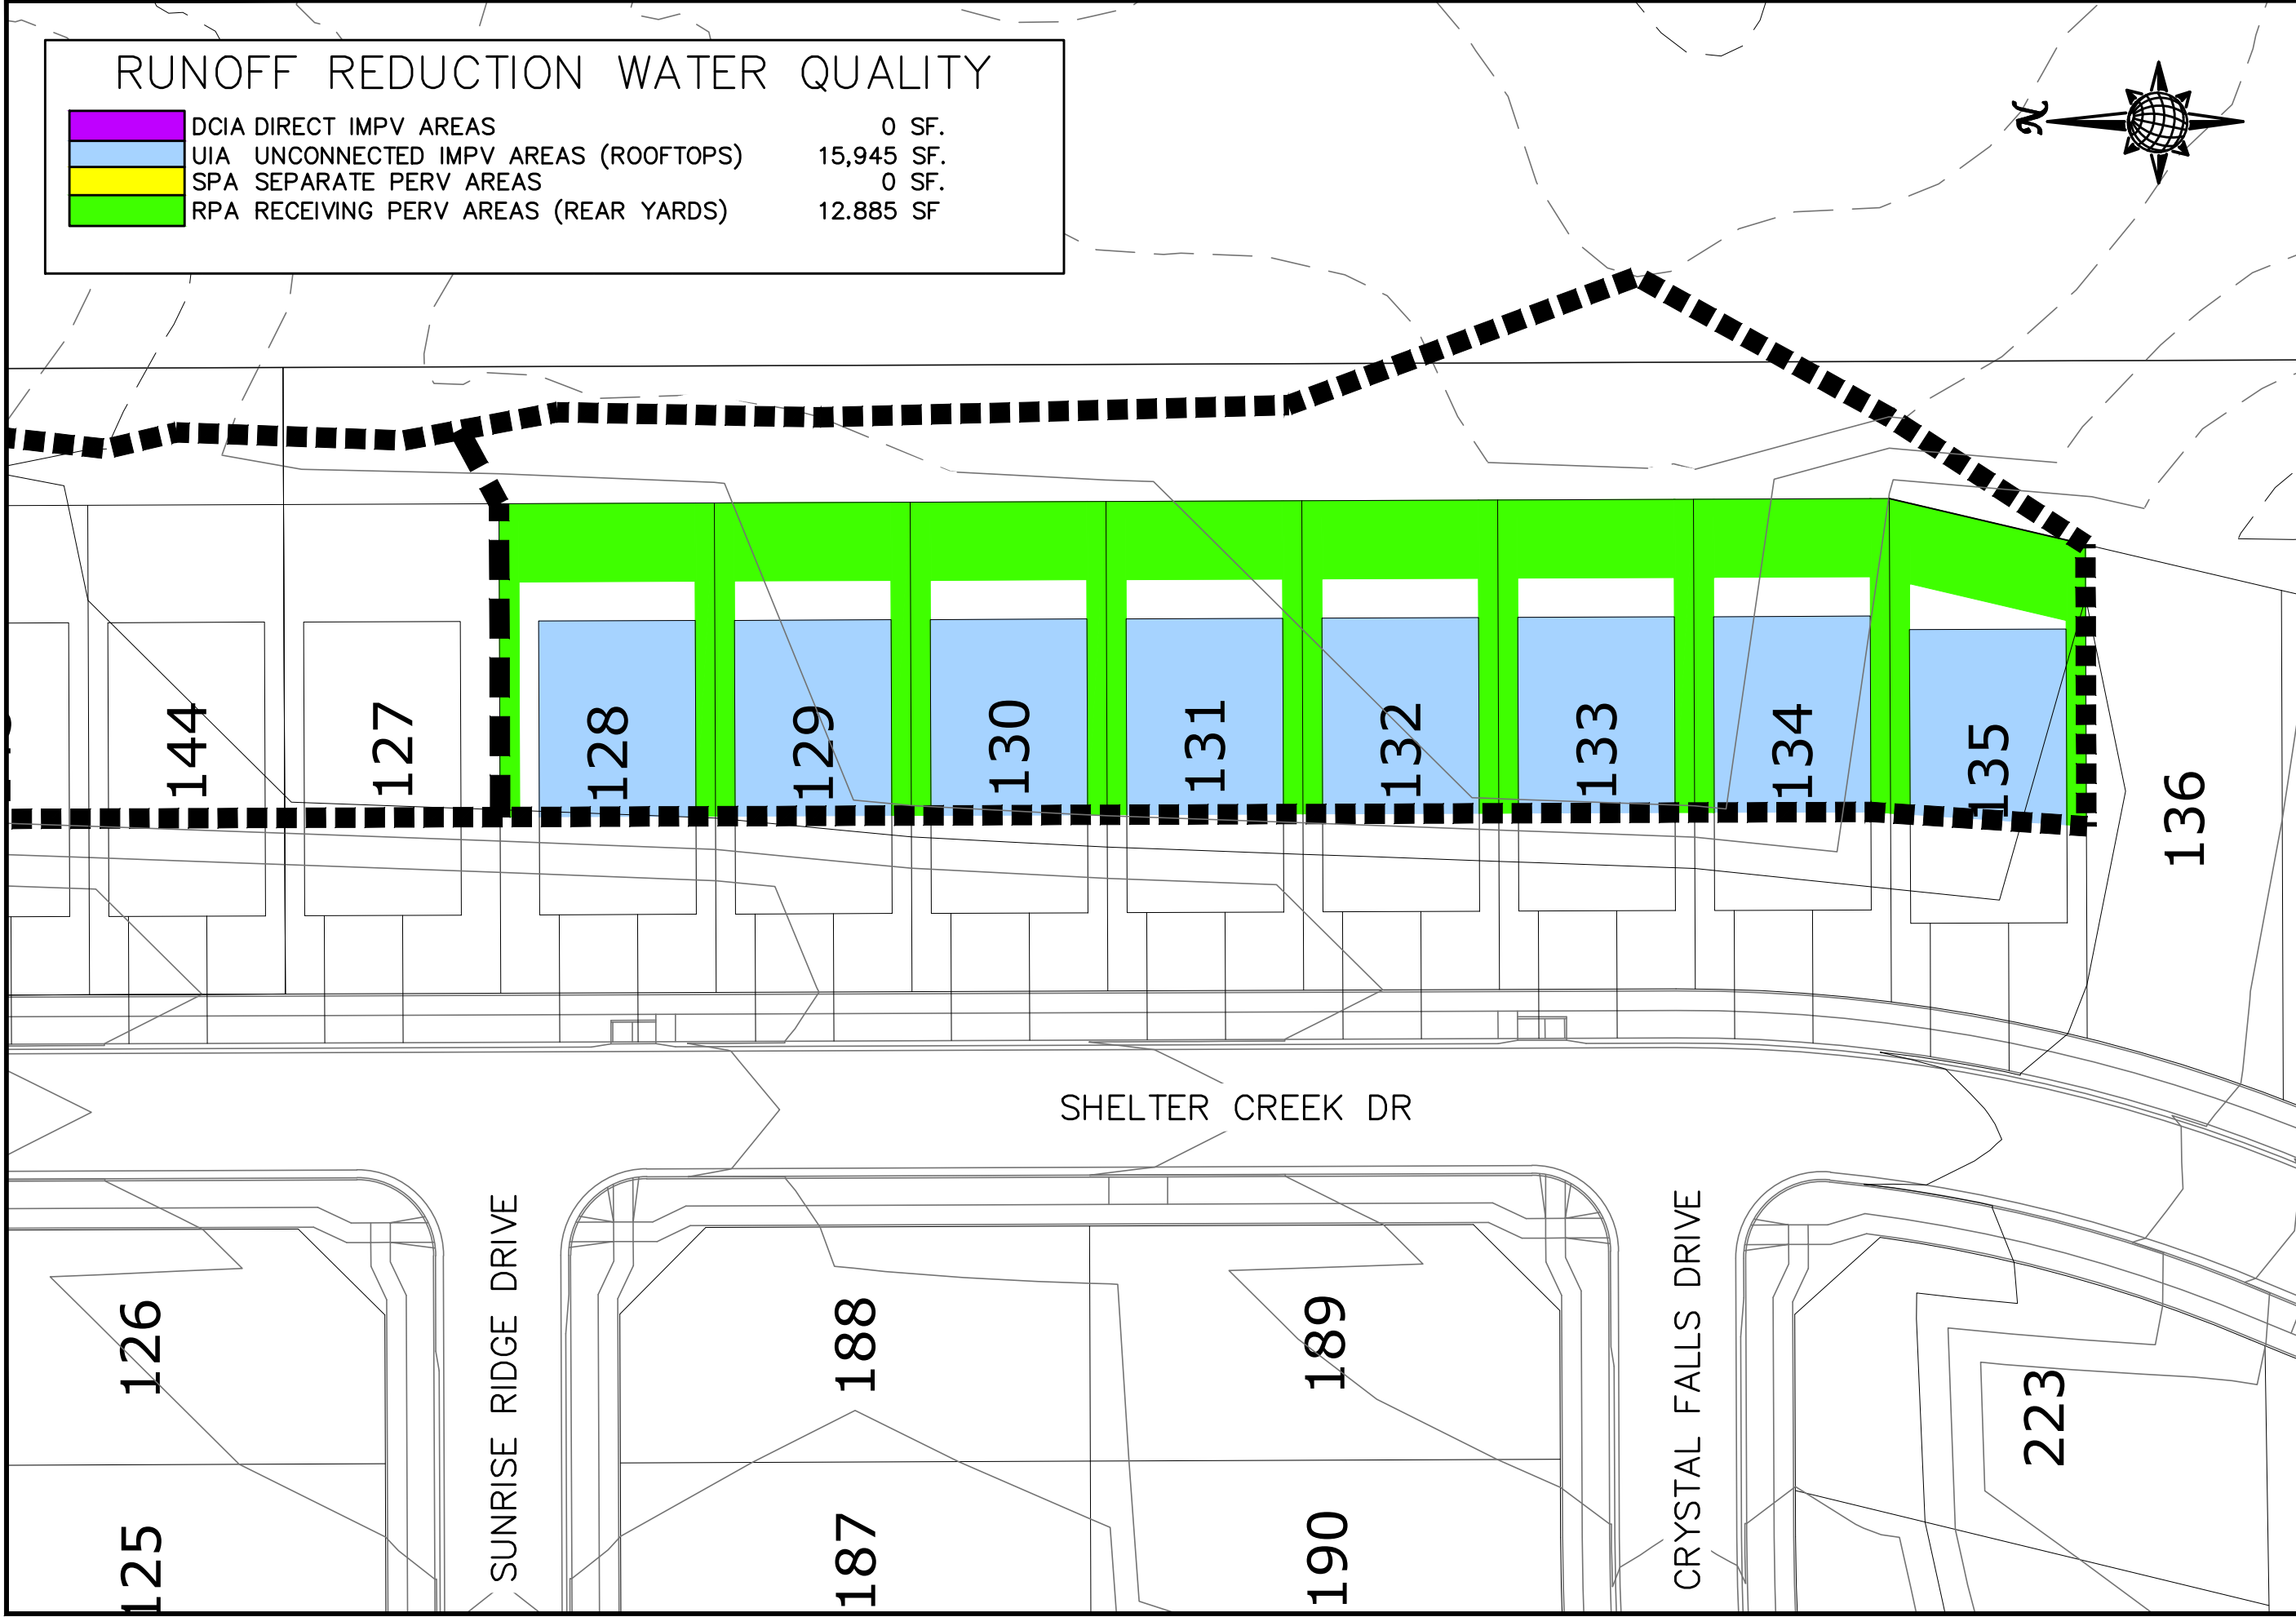 RUNOFF REDUCTION WATER QUALITY
DCIA DIRECT IMPV AREAS 0 SF.
UIA UNCONNECTED IMPV AREAS (ROOFTOPS) 15,945 SF.
SPA SEPARATE PERV AREAS 0 SF.
RPA RECEIVING PERV AREAS (REAR YARDS) 12.885 SF
N
144
127
128
129
130
131
132
133
134
135
136
SHELTER CREEK DR
SUNRISE RIDGE DRIVE
CRYSTAL FALLS DRIVE
126
188
189
223
125
187
190